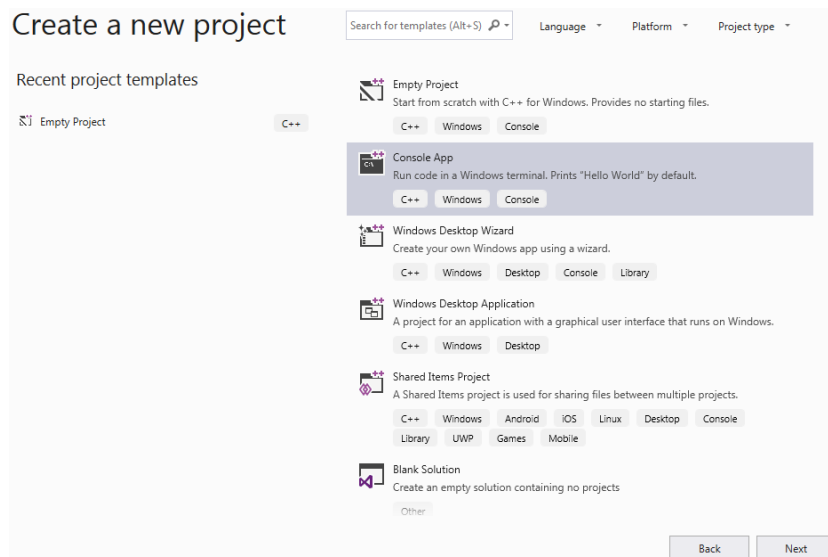 Create a new project
Search for templates (Alt+S)
Language
Platform
Project type
Recent project templates
Empty Project
C++
Empty Project
Start from scratch with C++ for Windows. Provides no starting files.
C++ Windows Console
Console App
Run code in a Windows terminal. Prints "Hello World" by default.
C++ Windows Console
Windows Desktop Wizard
Create your own Windows app using a wizard.
C++ Windows Desktop Console Library
Windows Desktop Application
A project for an application with a graphical user interface that runs on Windows.
C++ Windows Desktop
Shared Items Project
A Shared Items project is used for sharing files between multiple projects.
C++ Windows Android iOS Linux Desktop Console
Library UWP Games Mobile
Blank Solution
Create an empty solution containing no projects
Other
Back
Next